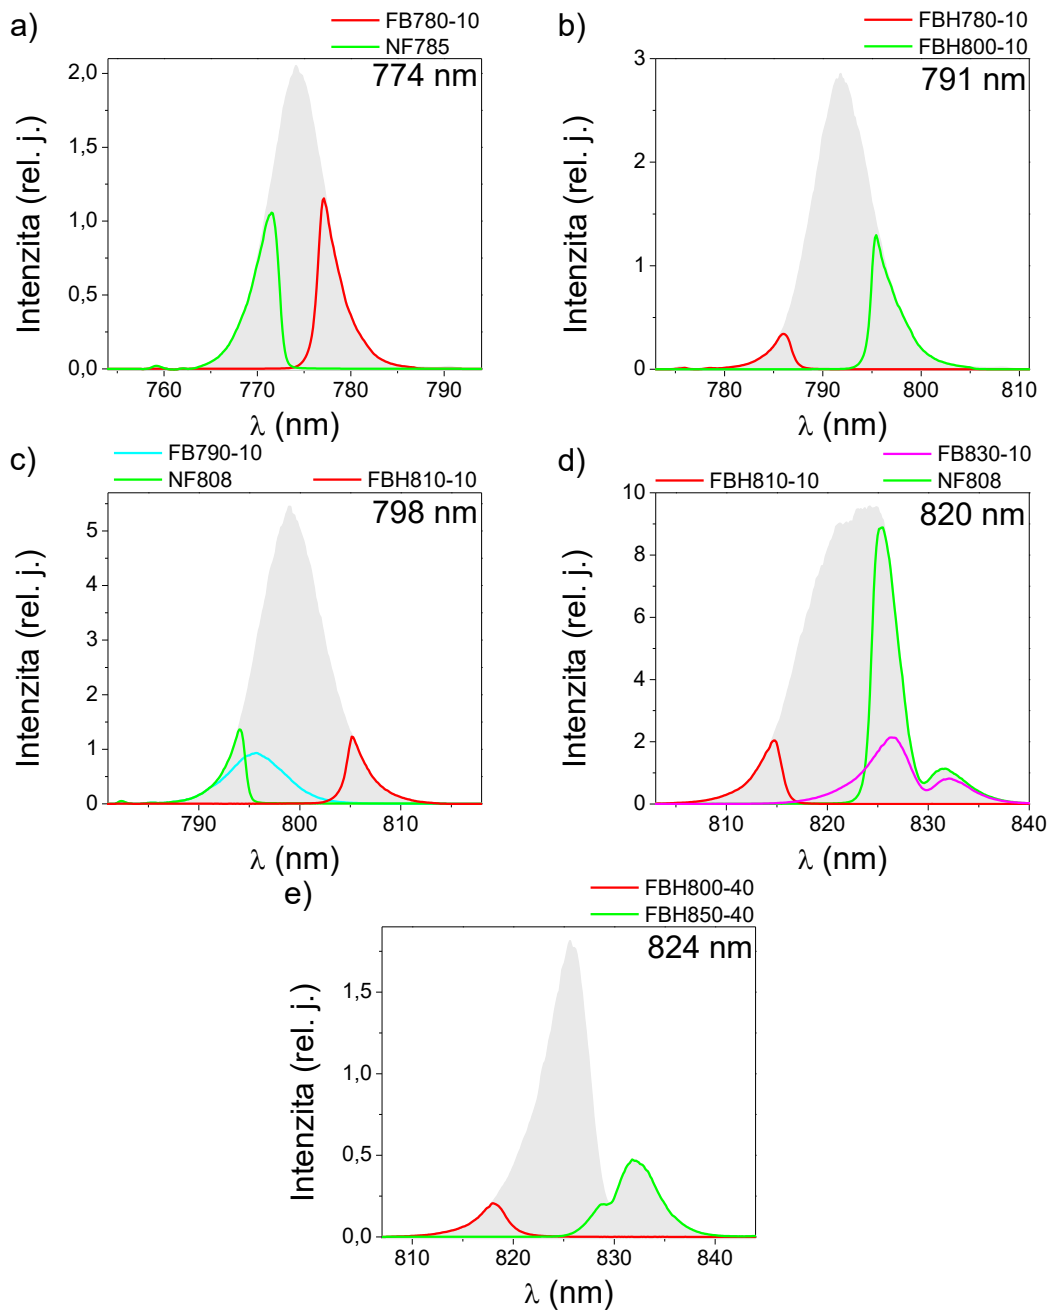 a)
FB780-10
NF785
774 nm
2,0
1,5
1,0
0,5
0,0
Intenzita (rel. j.)
760 770 780 790
λ (nm)
b)
FBH780-10
FBH800-10
791 nm
3
2
1
0
Intenzita (rel. j.)
780 790 800 810
λ (nm)
c)
FB790-10
NF808
FBH810-10
798 nm
5
4
3
2
1
0
Intenzita (rel. j.)
790 800 810
λ (nm)
d)
FB830-10
FBH810-10
NF808
820 nm
10
8
6
4
2
0
Intenzita (rel. j.)
810 820 830 840
λ (nm)
e)
FBH800-40
FBH850-40
824 nm
1,5
1,0
0,5
0,0
Intenzita (rel. j.)
810 820 830 840
λ (nm)